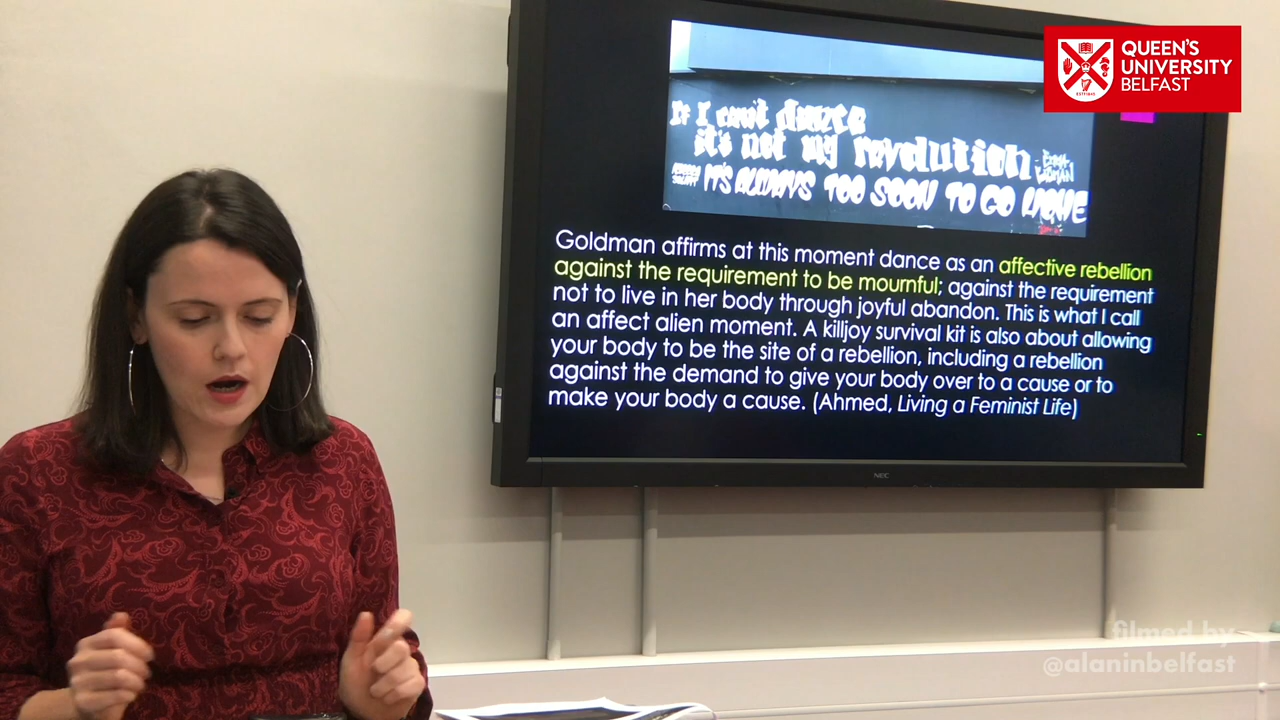 QUEEN'S
UNIVERSITY
BELFAST
If I can't dance
it's not my revolution
IT'S ALWAYS TOO SOON TO GO HOME
Goldman affirms at this moment dance as an affective rebellion
against the requirement to be mournful; against the requirement
not to live in her body through joyful abandon. This is what I call
an affect alien moment. A killjoy survival kit is also about allowing
your body to be the site of a rebellion, including a rebellion
against the demand to give your body over to a cause or to
make your body a cause. (Ahmed, Living a Feminist Life)
NEC
filmed by
@alaninbelfast